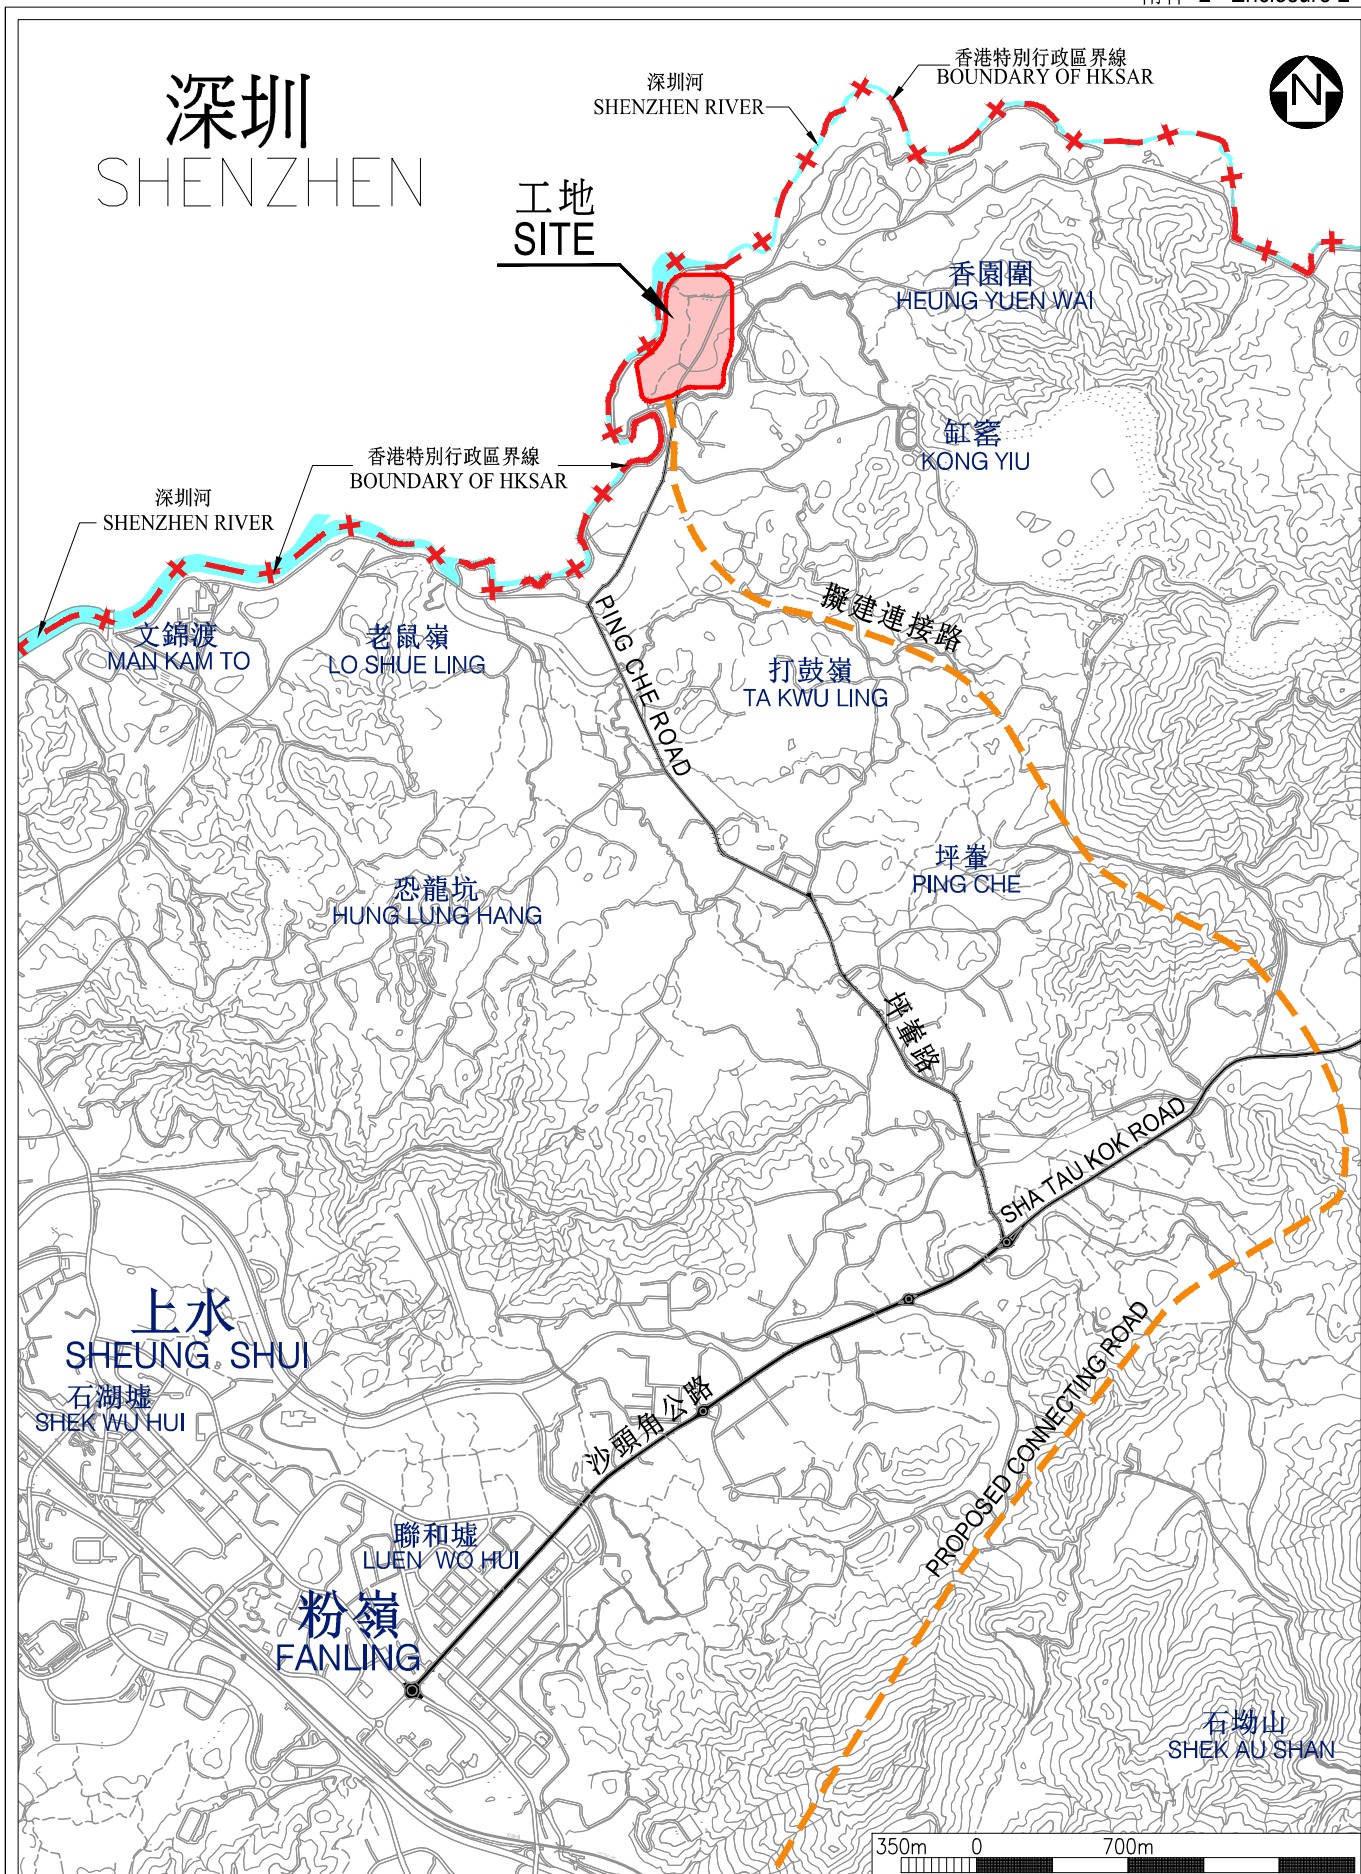 深圳
SHENZHEN
深圳河
SHENZHEN RIVER
香港特別行政區界線
BOUNDARY OF HKSAR
N
工地
SITE
香園圍
HEUNG YUEN WAI
缸窰
KONG YIU
香港特別行政區界線
BOUNDARY OF HKSAR
深圳河
SHENZHEN RIVER
文錦渡
MAN KAM TO
老鼠嶺
LO SHUE LING
PING CHE ROAD
擬建連接路
打鼓嶺
TA KWU LING
坪輋
PING CHE
恐龍坑
HUNG LUNG HANG
坪輋路
SHA TAU KOK ROAD
上水
SHEUNG SHUI
石湖墟
SHEK WU HUI
沙頭角公路
PROPOSED CONNECTING ROAD
聯和墟
LUEN WO HUI
粉嶺
FANLING
石坳山
SHEK AU SHAN
350m 0 700m